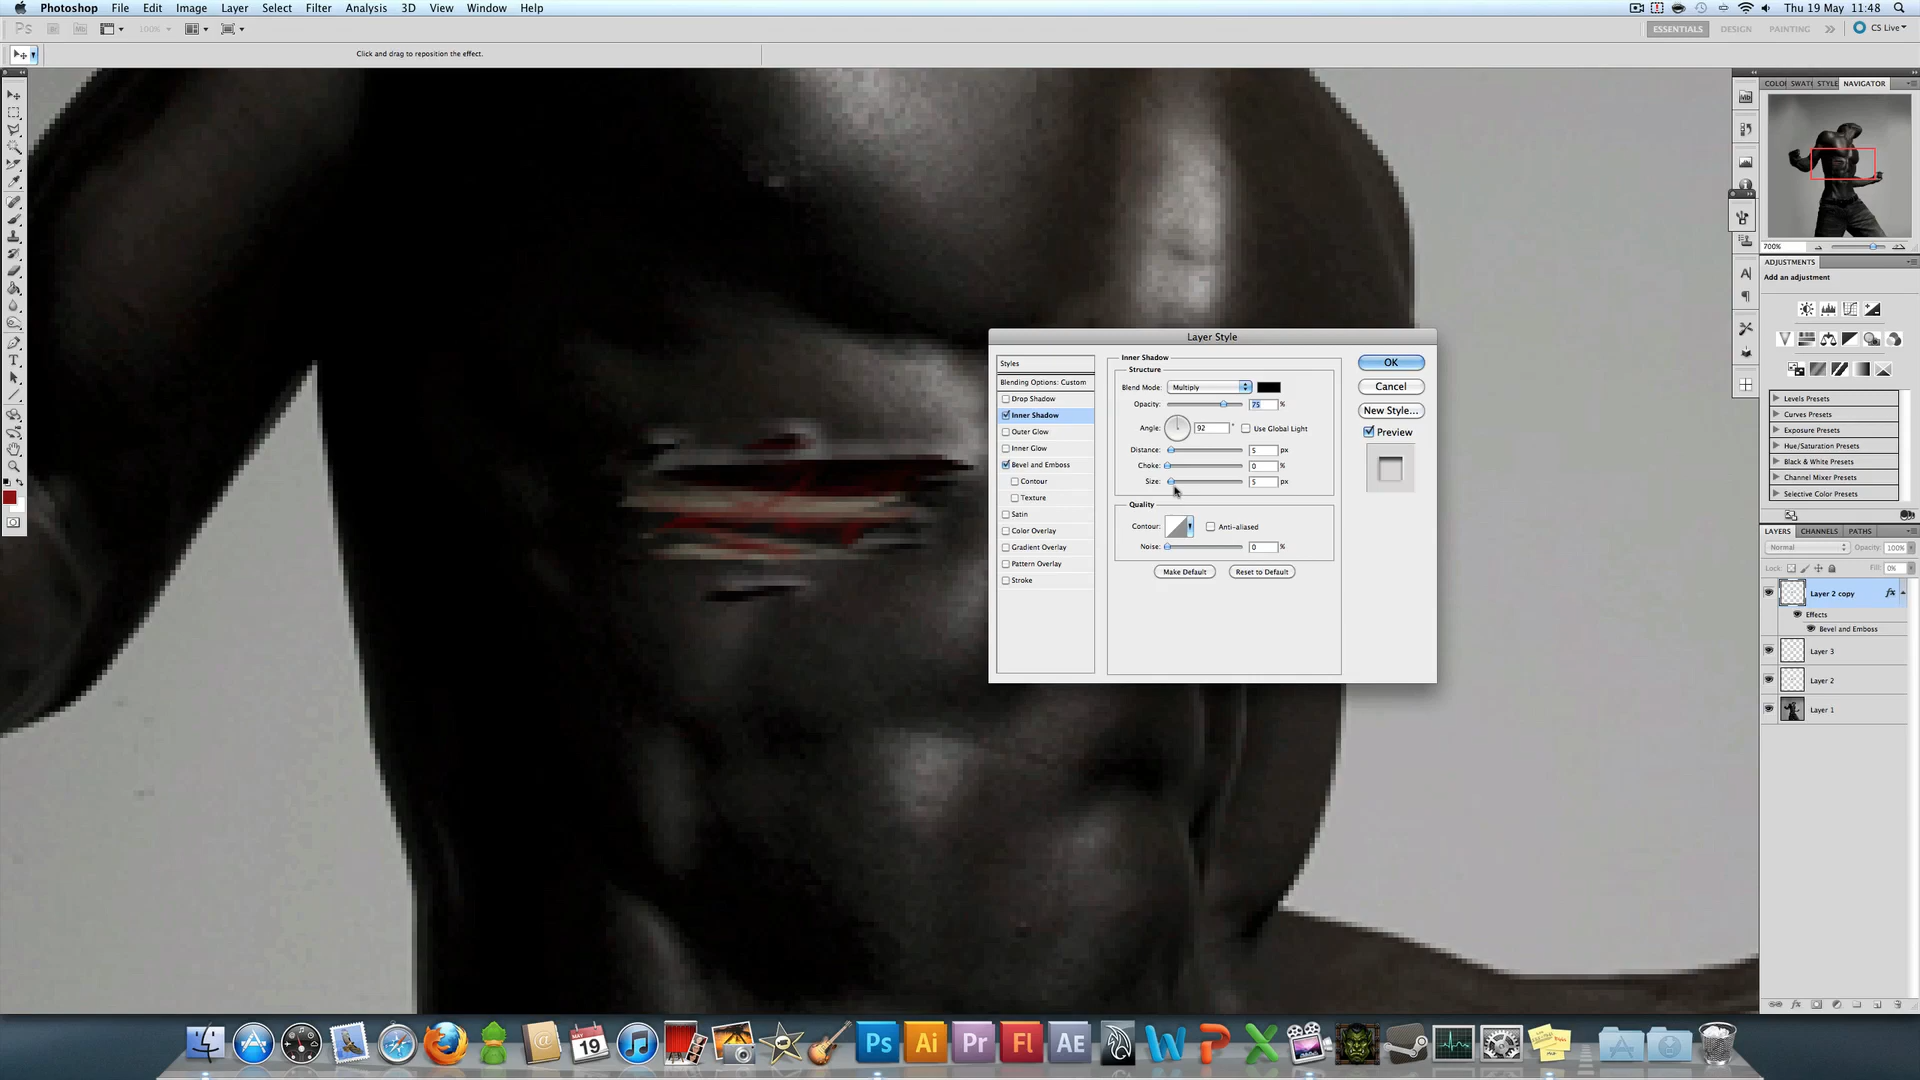 Photoshop File Edit Image Layer Select Filter Analysis 3D View Window Help Thu 19 May 11:48
Ps Br Mb 100% ESSENTIALS DESIGN PAINTING CS Live
Click and drag to reposition the effect.
NAVIGATOR
700%
ADJUSTMENTS
Add an adjustment
Levels Presets
Curves Presets
Exposure Presets
Hue/Saturation Presets
Black & White Presets
Channel Mixer Presets
Selective Color Presets
LAYERS CHANNELS PATHS
Normal Opacity: 100%
Lock: Fill: 0%
Layer 2 copy fx
Effects
Bevel and Emboss
Layer 3
Layer 2
Layer 1
Layer Style
Styles
Blending Options: Custom
Drop Shadow
Inner Shadow
Outer Glow
Inner Glow
Bevel and Emboss
Contour
Texture
Satin
Color Overlay
Gradient Overlay
Pattern Overlay
Stroke
Inner Shadow
Structure
Blend Mode: Multiply
Opacity: 75 %
Angle: 92 ° Use Global Light
Distance: 5 px
Choke: 0 %
Size: 5 px
Quality
Contour: Anti-aliased
Noise: 0 %
Make Default Reset to Default
OK
Cancel
New Style...
Preview
MAY
19
Ps Ai Pr Fl AE